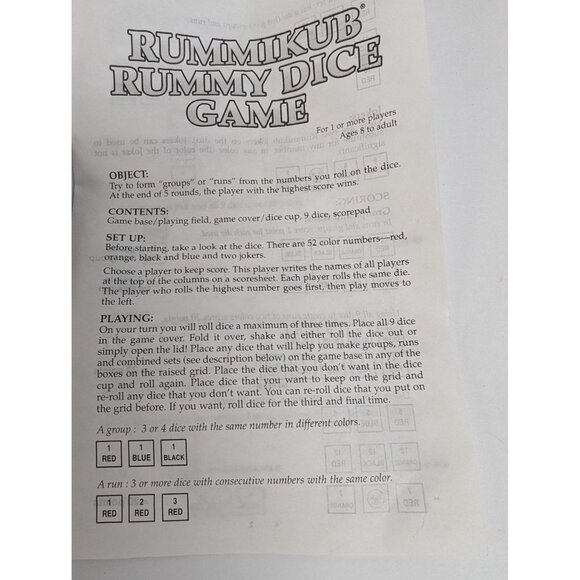 RUMMIKUB®
RUMMY DICE
GAME
For 1 or more players
Ages 8 to adult
OBJECT:
Try to form "groups" or "runs" from the numbers you roll on the dice.
At the end of 5 rounds, the player with the highest score wins.
CONTENTS:
Game base/playing field, game cover/dice cup, 9 dice, scorepad
SET UP:
Before starting, take a look at the dice. There are 52 color numbers—red,
orange, black and blue and two jokers.
Choose a player to keep score. This player writes the names of all players
at the top of the columns on a scoresheet. Each player rolls the same die.
The player who rolls the highest number goes first, then play moves to
the left.
PLAYING:
On your turn you will roll dice a maximum of three times. Place all 9 dice
in the game cover. Fold it over, shake and either roll the dice out or
simply open the lid! Place any dice that will help you make groups, runs
and combined sets (see description below) on the game base in any of the
boxes on the raised grid. Place the dice that you don't want in the dice
cup and roll again. Place dice that you want to keep on the grid and
re-roll any dice that you don't want. You can re-roll dice that you put on
the grid before. If you want, roll dice for the third and final time.
A group : 3 or 4 dice with the same number in different colors.
1 1 1
RED BLUE BLACK
A run : 3 or more dice with consecutive numbers with the same color.
1 2 3
RED RED RED